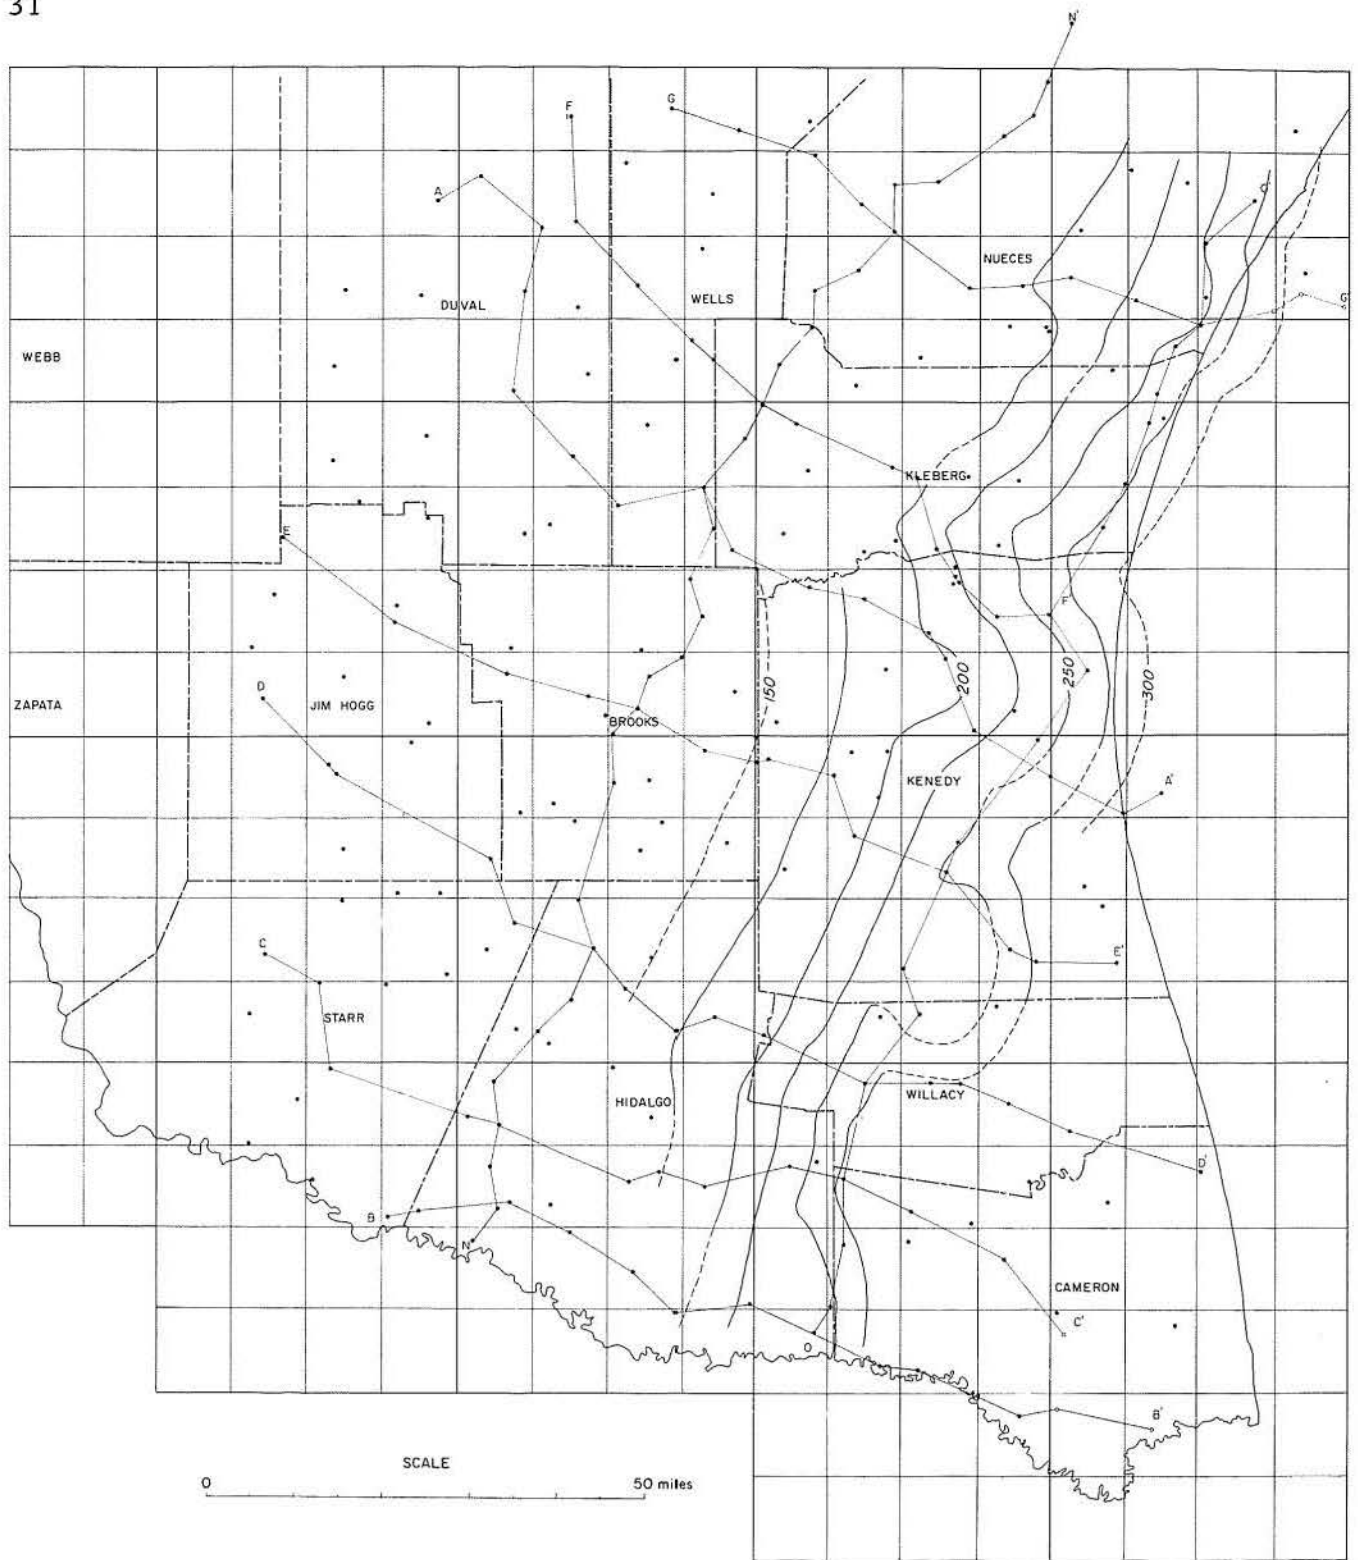 31
N'
F
G
A
C'
NUECES
WELLS
DUVAL
G'
WEBB
KLEBERG
E
F'
200
250
300
150
D
ZAPATA
JIM HOGG
BROOKS
KENEDY
A'
C
E'
STARR
HIDALGO
WILLACY
D'
B
N
CAMERON
C'
O
B'
SCALE
0
50 miles